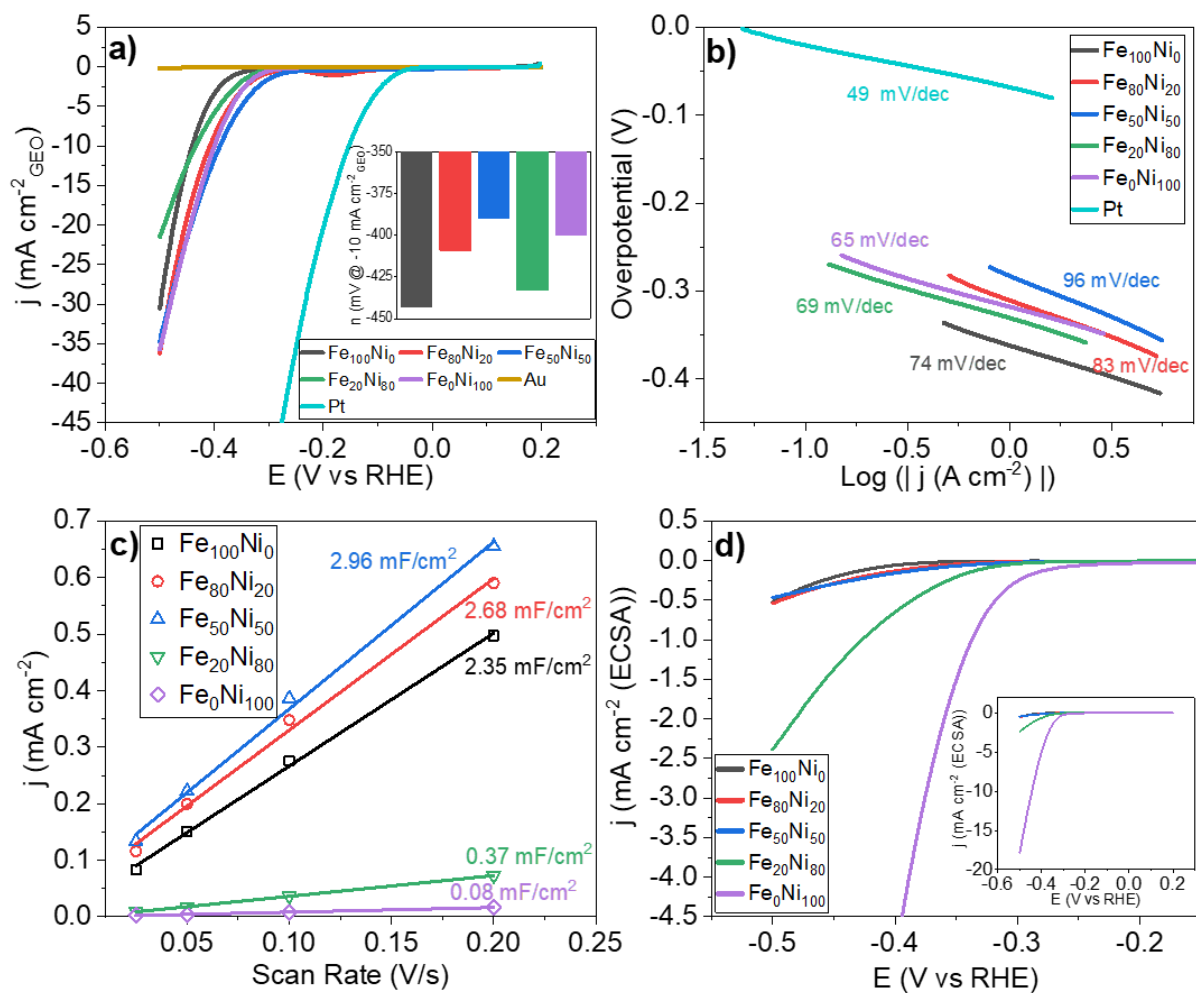 a)
5
0
-5
-10
-15
-20
-25
-30
-35
-40
-45
j (mA cm⁻²GEO)
-0.6
-0.4
-0.2
0.0
0.2
E (V vs RHE)
-350
-375
-400
-425
-450
n (mV @ -10 mA cm⁻²GEO)
Fe₁₀₀Ni₀ Fe₈₀Ni₂₀ Fe₅₀Ni₅₀
Fe₂₀Ni₈₀ Fe₀Ni₁₀₀ Au
Pt
b)
0.0
-0.1
-0.2
-0.3
-0.4
Overpotential (V)
-1.5
-1.0
-0.5
0.0
0.5
Log (| j (A cm⁻²) |)
49 mV/dec
65 mV/dec
69 mV/dec
96 mV/dec
74 mV/dec
83 mV/dec
Fe₁₀₀Ni₀
Fe₈₀Ni₂₀
Fe₅₀Ni₅₀
Fe₂₀Ni₈₀
Fe₀Ni₁₀₀
Pt
c)
0.7
0.6
0.5
0.4
0.3
0.2
0.1
0.0
j (mA cm⁻²)
0.05
0.10
0.15
0.20
0.25
Scan Rate (V/s)
Fe₁₀₀Ni₀
Fe₈₀Ni₂₀
Fe₅₀Ni₅₀
Fe₂₀Ni₈₀
Fe₀Ni₁₀₀
2.96 mF/cm²
2.68 mF/cm²
2.35 mF/cm²
0.37 mF/cm²
0.08 mF/cm²
d)
0.5
0.0
-0.5
-1.0
-1.5
-2.0
-2.5
-3.0
-3.5
-4.0
-4.5
j (mA cm⁻² (ECSA))
-0.5
-0.4
-0.3
-0.2
E (V vs RHE)
Fe₁₀₀Ni₀
Fe₈₀Ni₂₀
Fe₅₀Ni₅₀
Fe₂₀Ni₈₀
Fe₀Ni₁₀₀
0
-5
-10
-15
-20
j (mA cm⁻² (ECSA))
-0.6
-0.4
-0.2
0.0
0.2
E (V vs RHE)